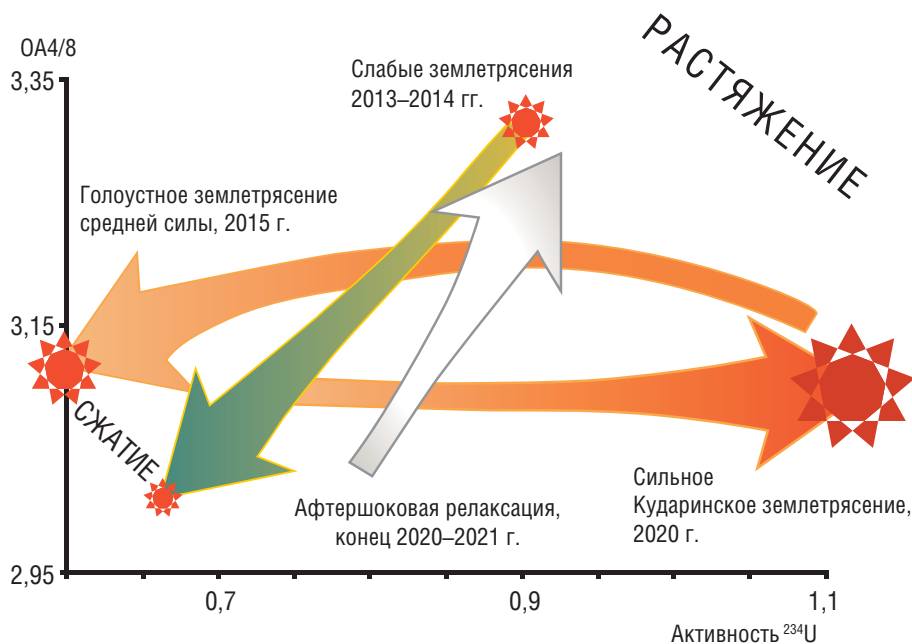 ОА4/8
3,35
Слабые землетрясения
2013–2014 гг.
РАСТЯЖЕНИЕ
Голоустное землетрясение
средней силы, 2015 г.
3,15
СЖАТИЕ
Афтершоковая релаксация,
конец 2020–2021 г.
Сильное
Кударинское землетрясение,
2020 г.
2,95
0,7
0,9
1,1
Активность ²³⁴U